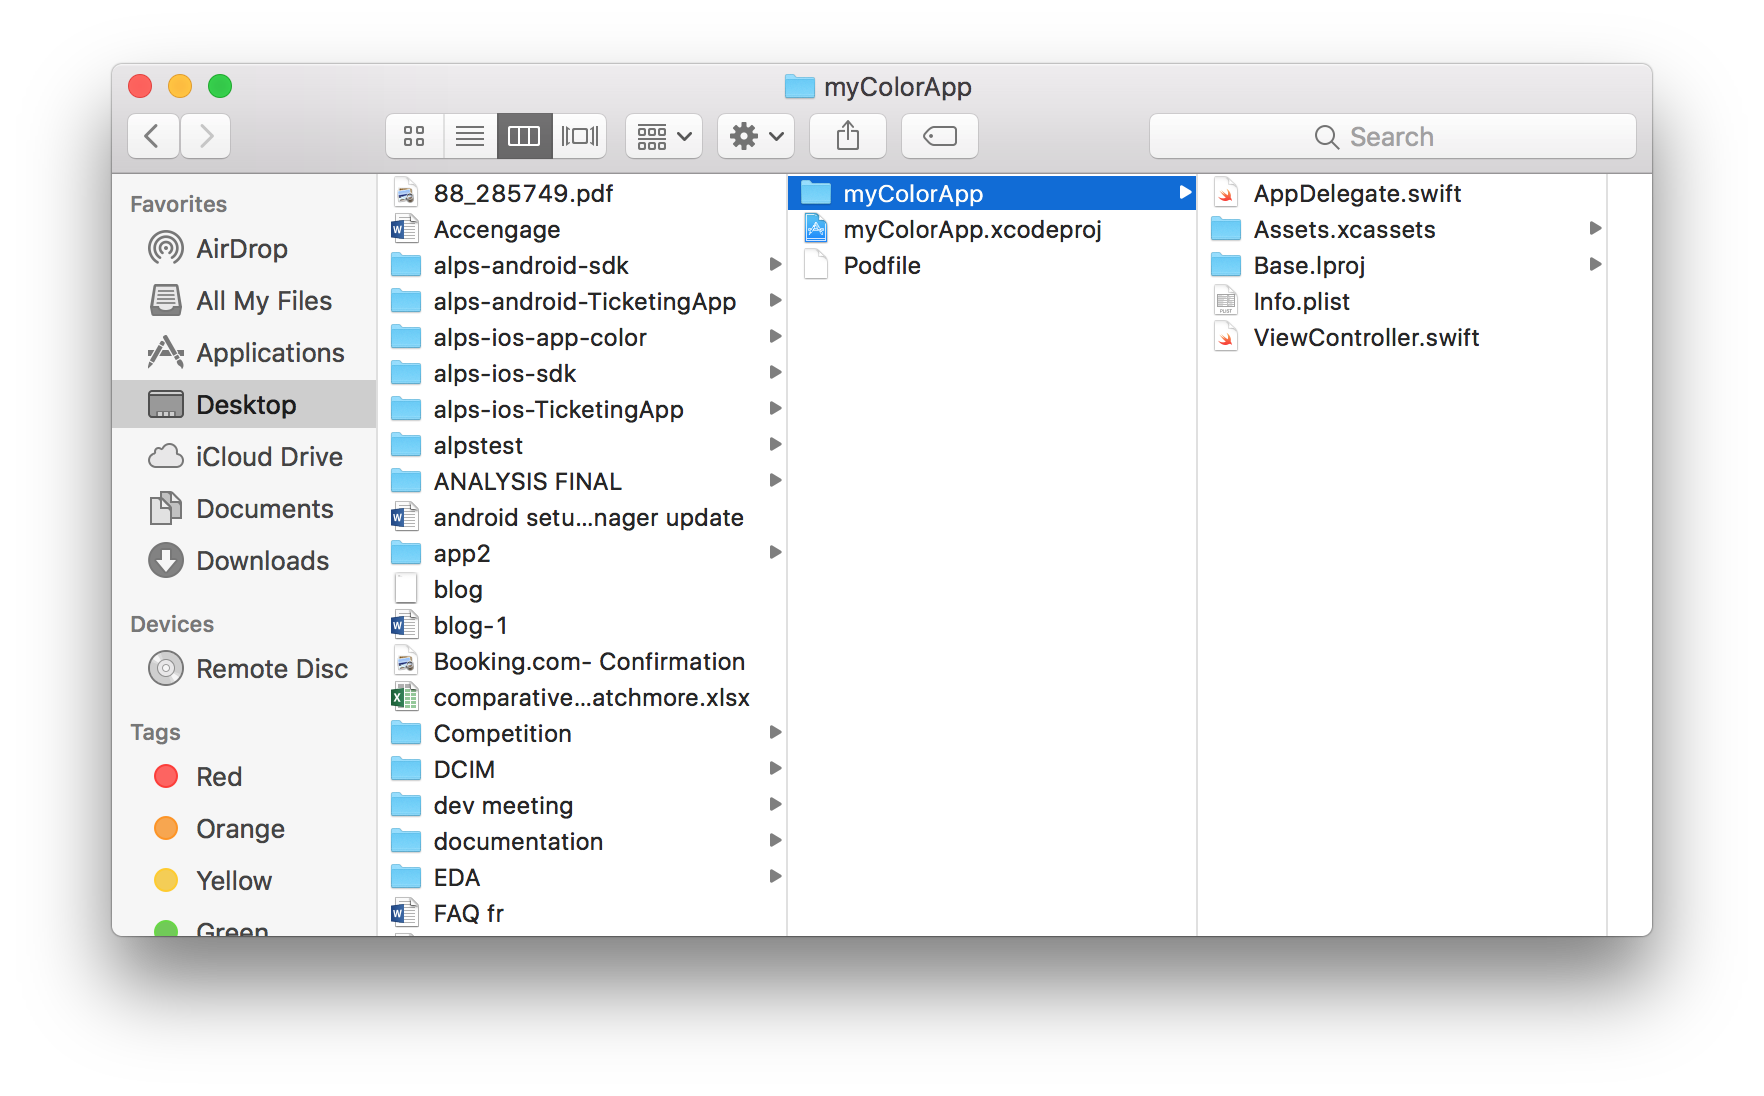 myColorApp
Search
Favorites
AirDrop
All My Files
Applications
Desktop
iCloud Drive
Documents
Downloads
Devices
Remote Disc
Tags
Red
Orange
Yellow
Green
88_285749.pdf
Accengage
alps-android-sdk
alps-android-TicketingApp
alps-ios-app-color
alps-ios-sdk
alps-ios-TicketingApp
alpstest
ANALYSIS FINAL
android setu...nager update
app2
blog
blog-1
Booking.com- Confirmation
comparative...atchmore.xlsx
Competition
DCIM
dev meeting
documentation
EDA
FAQ fr
myColorApp
myColorApp.xcodeproj
Podfile
AppDelegate.swift
Assets.xcassets
Base.lproj
Info.plist
ViewController.swift